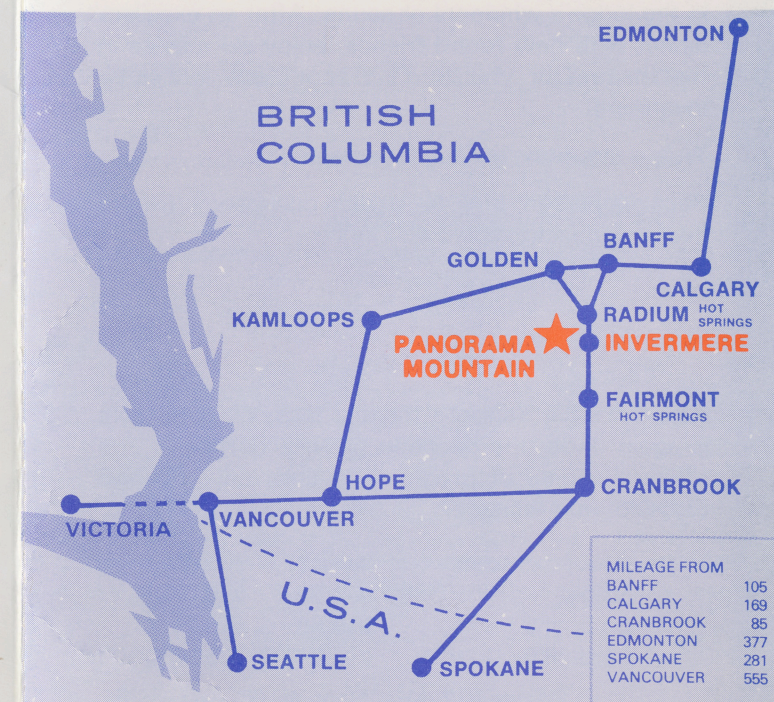 EDMONTON
BRITISH
COLUMBIA
BANFF
GOLDEN
CALGARY
KAMLOOPS
RADIUM HOT
SPRINGS
PANORAMA
MOUNTAIN
INVERMERE
FAIRMONT
HOT SPRINGS
HOPE
CRANBROOK
VICTORIA
VANCOUVER
U.S.A.
SEATTLE
SPOKANE
MILEAGE FROM
BANFF 105
CALGARY 169
CRANBROOK 85
EDMONTON 377
SPOKANE 281
VANCOUVER 555